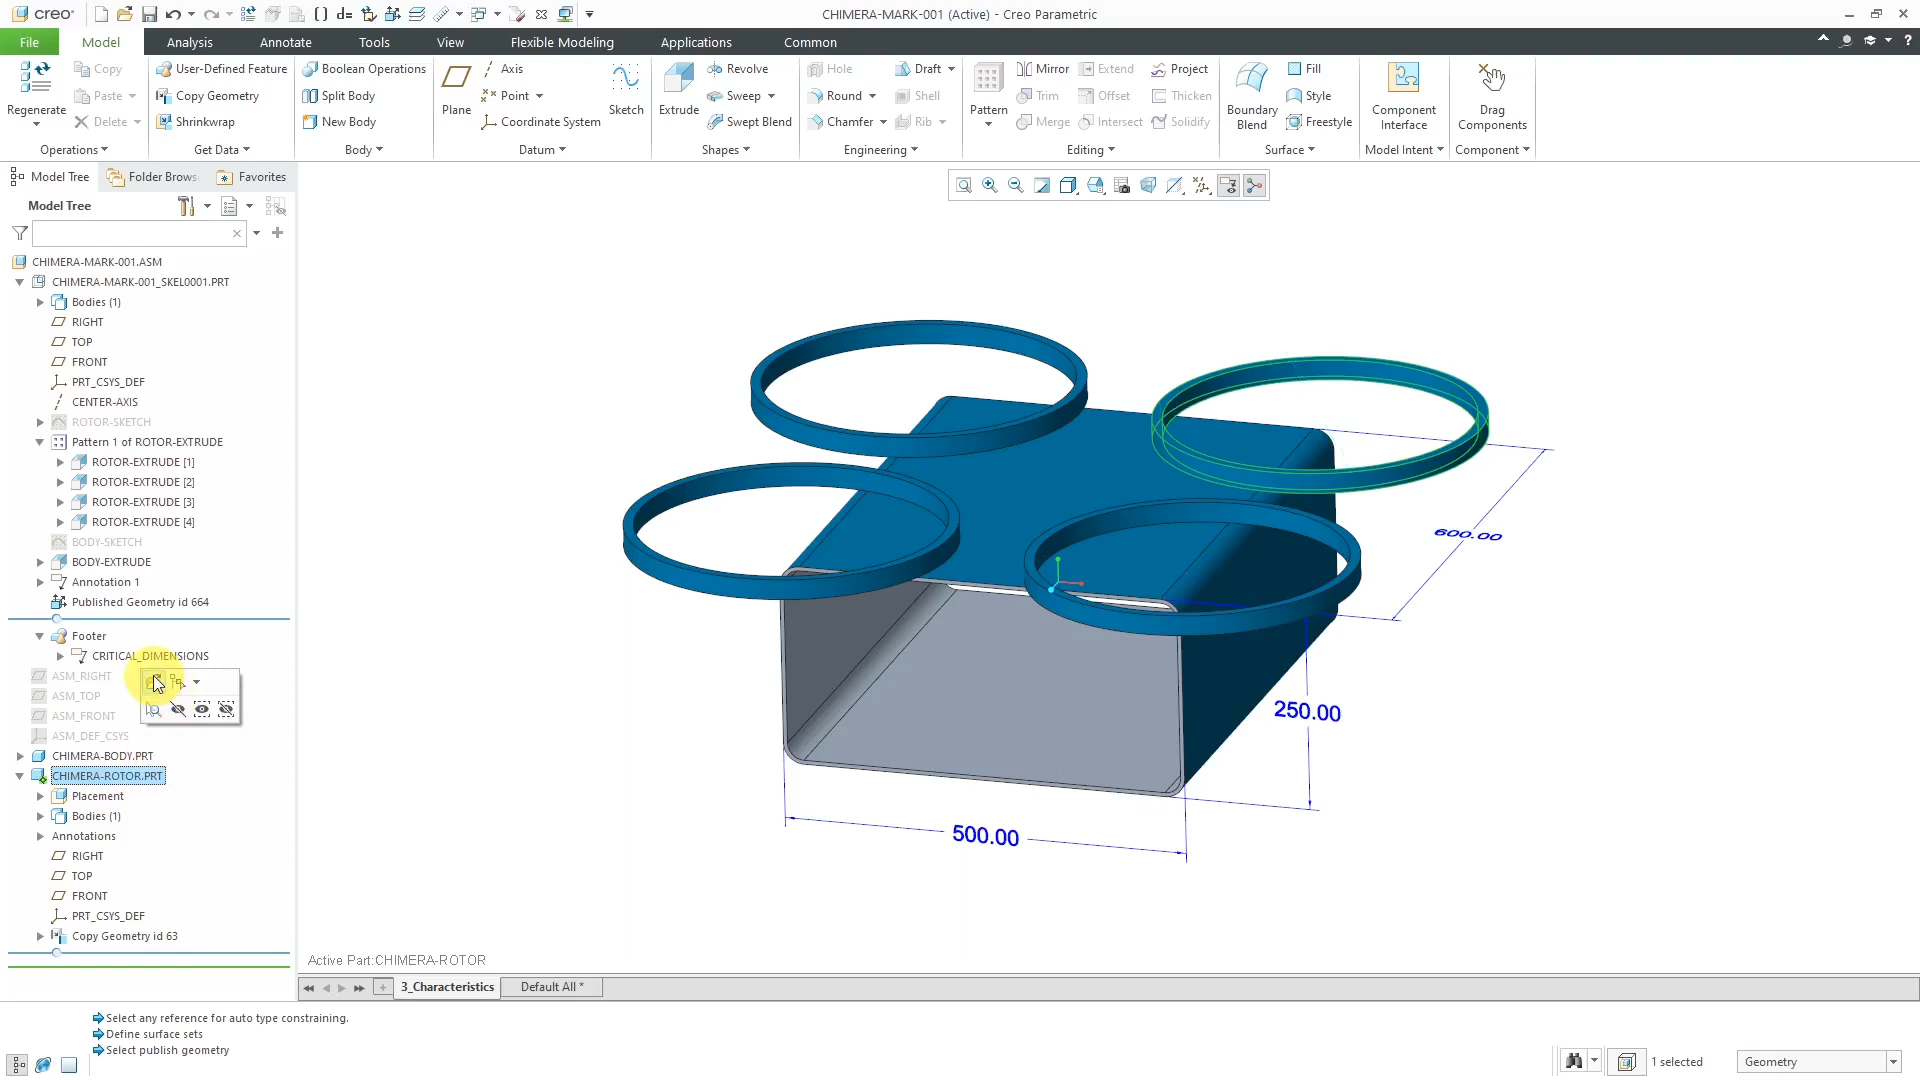 creo
CHIMERA-MARK-001 (Active) - Creo Parametric
File
Model
Analysis
Annotate
Tools
View
Flexible Modeling
Applications
Common
Regenerate
Copy
Paste
Delete
Operations
User-Defined Feature
Copy Geometry
Shrinkwrap
Get Data
Boolean Operations
Split Body
New Body
Body
Plane
Axis
Point
Coordinate System
Sketch
Datum
Extrude
Revolve
Sweep
Swept Blend
Shapes
Hole
Round
Chamfer
Draft
Shell
Rib
Engineering
Pattern
Mirror
Trim
Merge
Extend
Offset
Intersect
Project
Thicken
Solidify
Editing
Boundary Blend
Fill
Style
Freestyle
Surface
Component Interface
Model Intent
Drag Components
Component
Model Tree
Folder Brows
Favorites
Model Tree
CHIMERA-MARK-001.ASM
CHIMERA-MARK-001_SKEL0001.PRT
Bodies (1)
RIGHT
TOP
FRONT
PRT_CSYS_DEF
CENTER-AXIS
ROTOR-SKETCH
Pattern 1 of ROTOR-EXTRUDE
ROTOR-EXTRUDE [1]
ROTOR-EXTRUDE [2]
ROTOR-EXTRUDE [3]
ROTOR-EXTRUDE [4]
BODY-SKETCH
BODY-EXTRUDE
Annotation 1
Published Geometry id 664
Footer
CRITICAL_DIMENSIONS
ASM_RIGHT
ASM_TOP
ASM_FRONT
ASM_DEF_CSYS
CHIMERA-BODY.PRT
CHIMERA-ROTOR.PRT
Placement
Bodies (1)
Annotations
RIGHT
TOP
FRONT
PRT_CSYS_DEF
Copy Geometry id 63
600.00
250.00
500.00
Active Part:CHIMERA-ROTOR
3_Characteristics
Default All *
Select any reference for auto type constraining.
Define surface sets
Select publish geometry
1 selected
Geometry